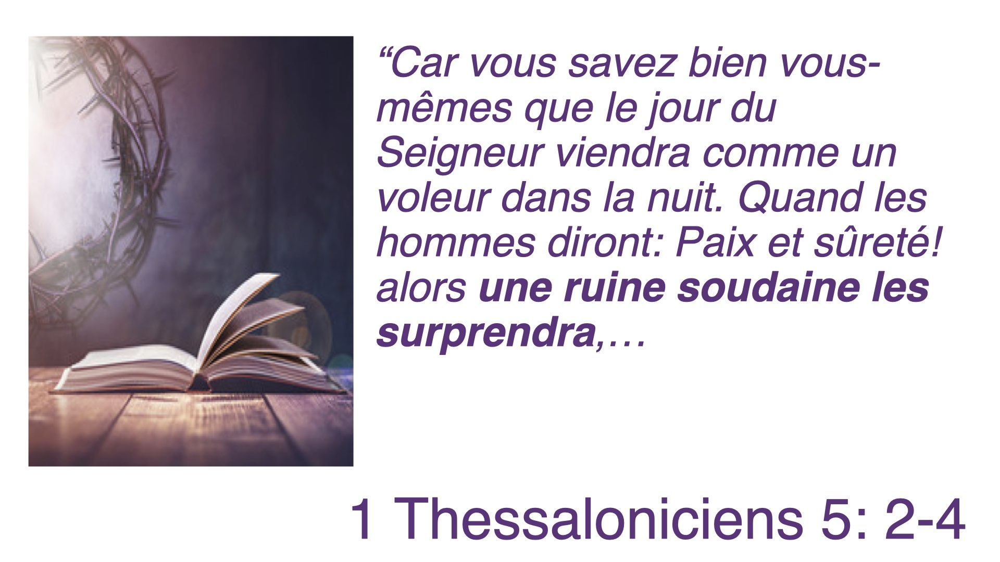 “Car vous savez bien vous-
mêmes que le jour du
Seigneur viendra comme un
voleur dans la nuit. Quand les
hommes diront: Paix et sûreté!
alors une ruine soudaine les
surprendra,…
1 Thessaloniciens 5: 2-4